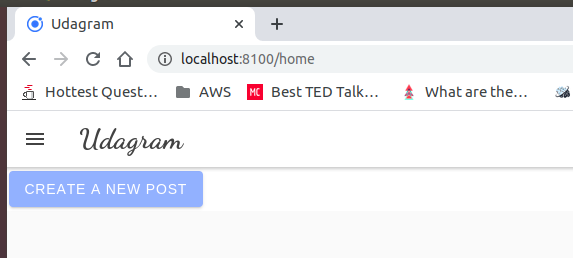 Udagram
localhost:8100/home
Hottest Quest... AWS MC Best TED Talk... What are the...
Udagram
CREATE A NEW POST